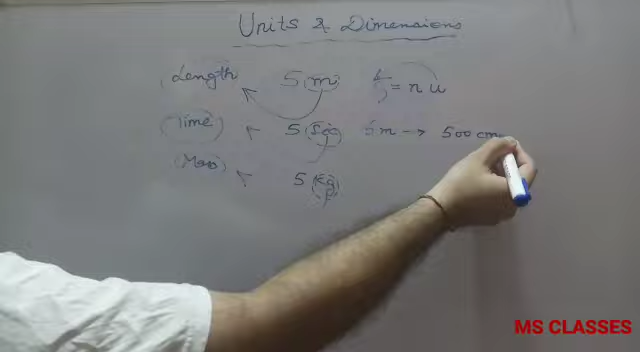 Units & Dimensions
Length 5 m = n u
Time 5 Sec 5 m → 500 cm
Mass 5 kg
MS CLASSES